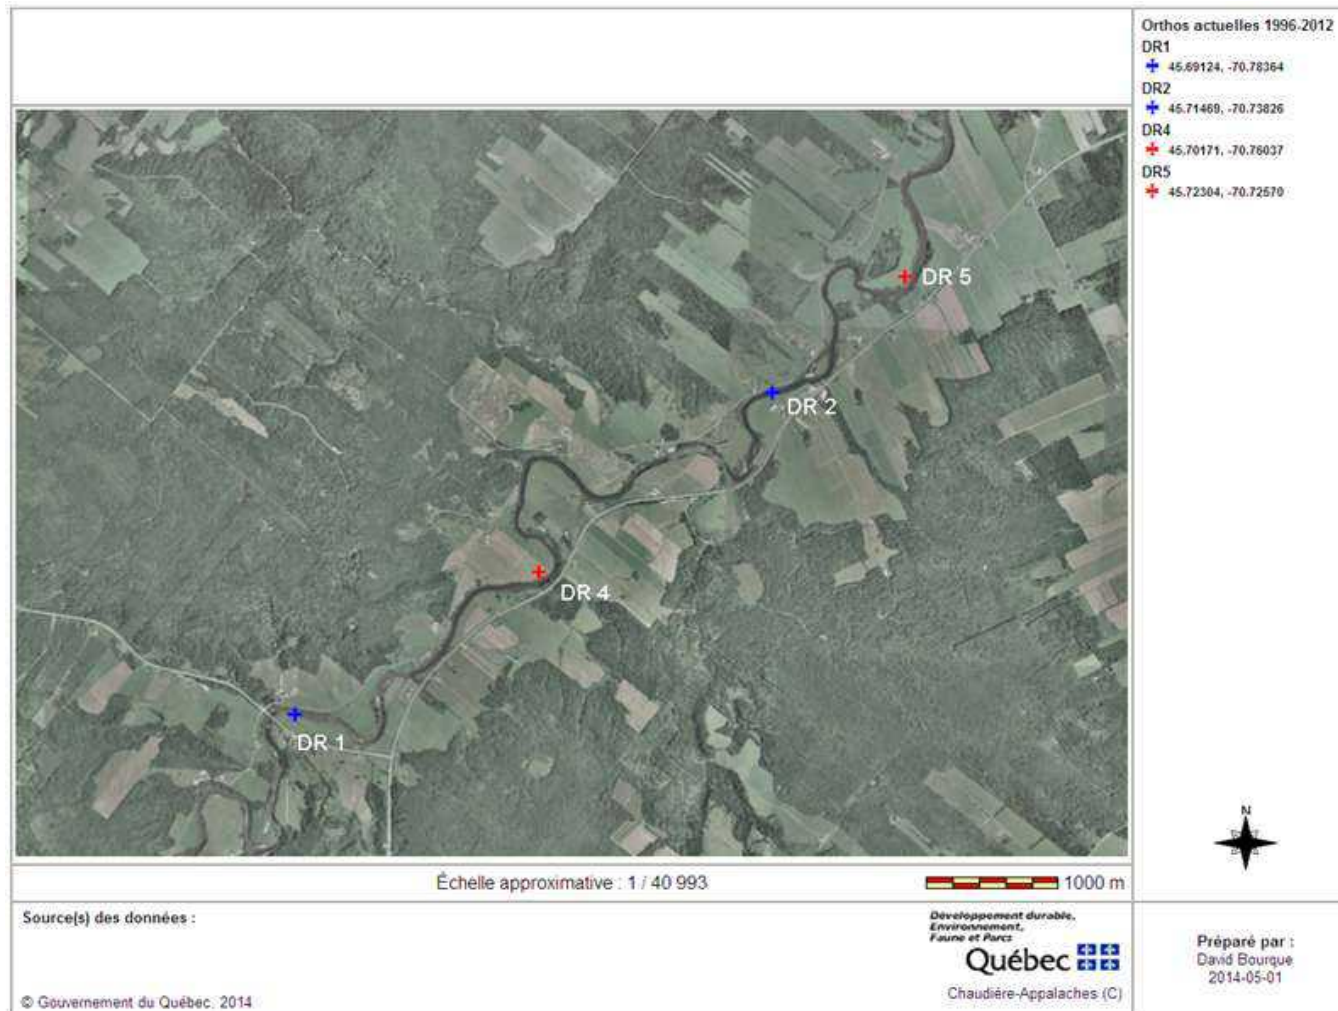 Orthos actuelles 1996-2012
DR1
45.69124, -70.78364
DR2
45.71469, -70.73826
DR4
45.70171, -70.76037
DR5
45.72304, -70.72570
DR 5
DR 2
DR 4
DR 1
N
Échelle approximative : 1 / 40 993
1000 m
Source(s) des données :
© Gouvernement du Québec, 2014
Développement durable,
Environnement,
Faune et Parcs
Québec
Chaudière-Appalaches (C)
Préparé par :
David Bourque
2014-05-01